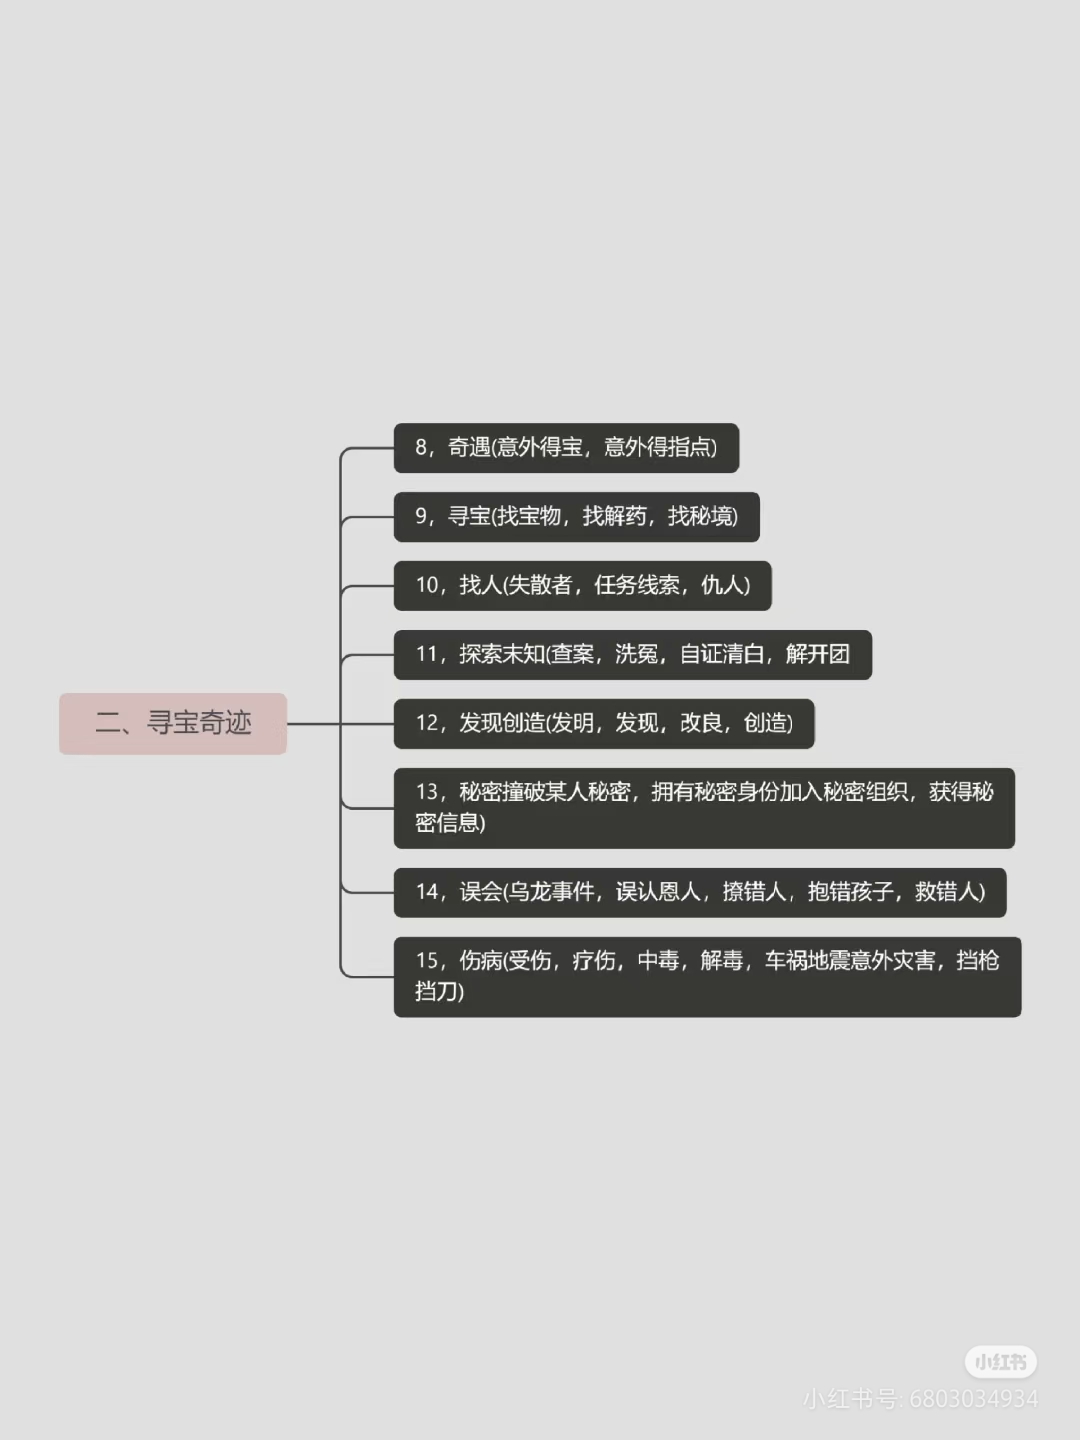 8，奇遇(意外得宝，意外得指点)
9，寻宝(找宝物，找解药，找秘境)
10，找人(失散者，任务线索，仇人)
11，探索末知(查案，洗冤，自证清白，解开团
二、寻宝奇迹
12，发现创造(发明，发现，改良，创造)
13，秘密撞破某人秘密，拥有秘密身份加入秘密组织，获得秘
密信息)
14，误会(乌龙事件，误认恩人，撩错人，抱错孩子，救错人)
15，伤病(受伤，疗伤，中毒，解毒，车祸地震意外灾害，挡枪
挡刀)
小红书
小红书号: 6803034934